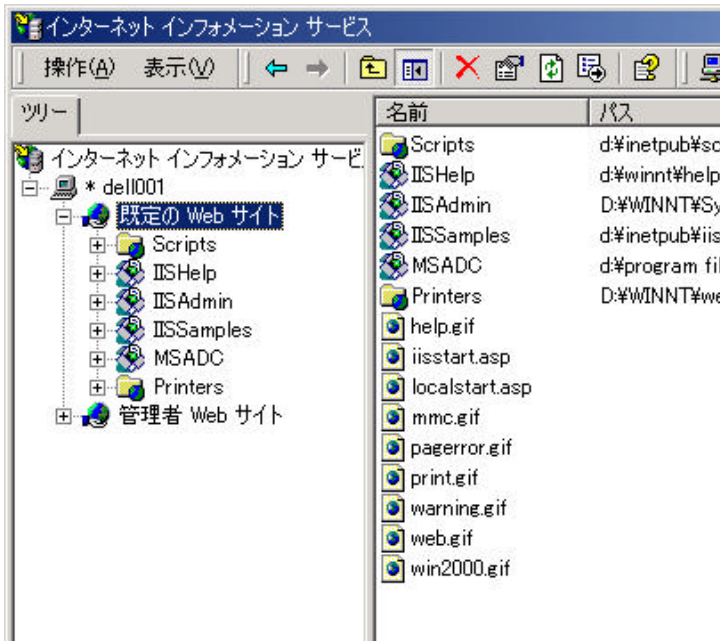 インターネット インフォメーション サービス
操作(A) 表示(V)
ツリー
インターネット インフォメーション サービ
* dell001
既定の Web サイト
Scripts
IISHelp
IISAdmin
IISSamples
MSADC
Printers
管理者 Web サイト
名前 パス
Scripts d:¥inetpub¥sc
IISHelp d:¥winnt¥help
IISAdmin D:¥WINNT¥Sy
IISSamples d:¥inetpub¥iis
MSADC d:¥program fil
Printers D:¥WINNT¥we
help.gif
iisstart.asp
localstart.asp
mmc.gif
pagerror.gif
print.gif
warning.gif
web.gif
win2000.gif